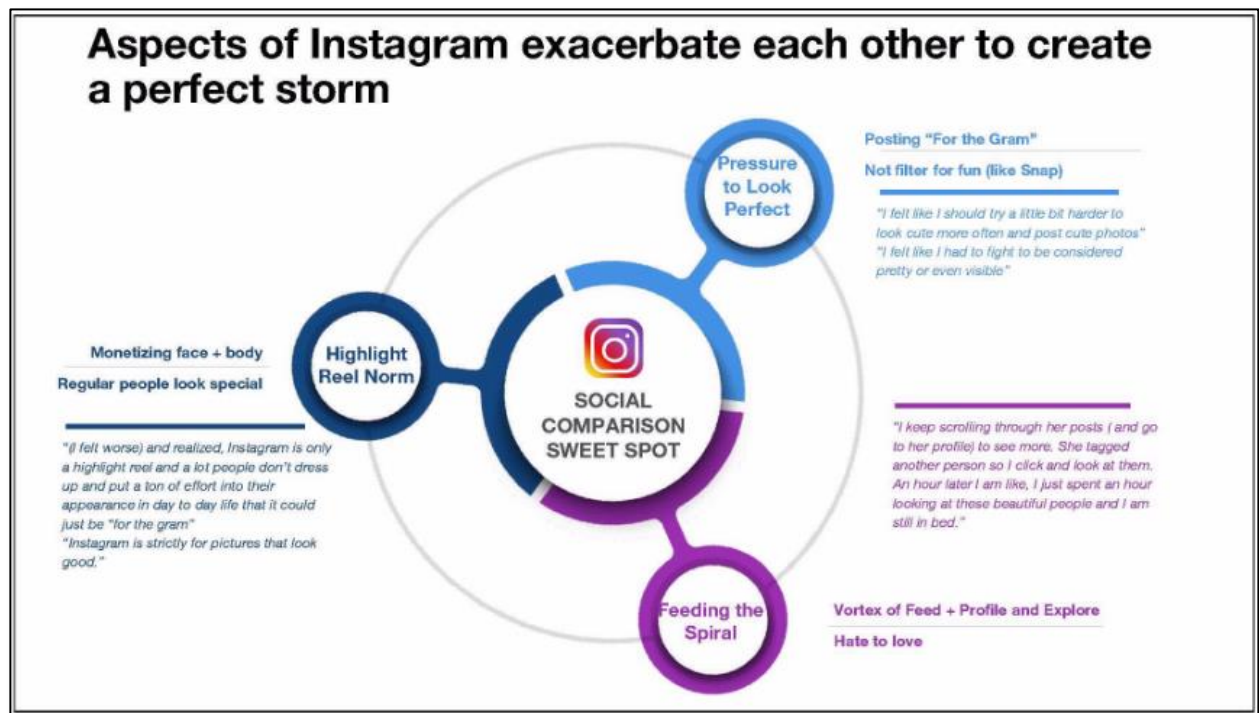 Aspects of Instagram exacerbate each other to create
a perfect storm
Pressure
to Look
Perfect
Posting “For the Gram”
Not filter for fun (like Snap)
"I felt like I should try a little bit harder to
look cute more often and post cute photos"
"I felt like I had to fight to be considered
pretty or even visible"
Highlight
Reel Norm
Monetizing face + body
Regular people look special
"(I felt worse) and realized, Instagram is only
a highlight reel and a lot people don't dress
up and put a ton of effort into their
appearance in day to day life that it could
just be "for the gram"
"Instagram is strictly for pictures that look
good."
SOCIAL
COMPARISON
SWEET SPOT
"I keep scrolling through her posts ( and go
to her profile) to see more. She tagged
another person so I click and look at them.
An hour later I am like, I just spent an hour
looking at these beautiful people and I am
still in bed."
Feeding the
Spiral
Vortex of Feed + Profile and Explore
Hate to love